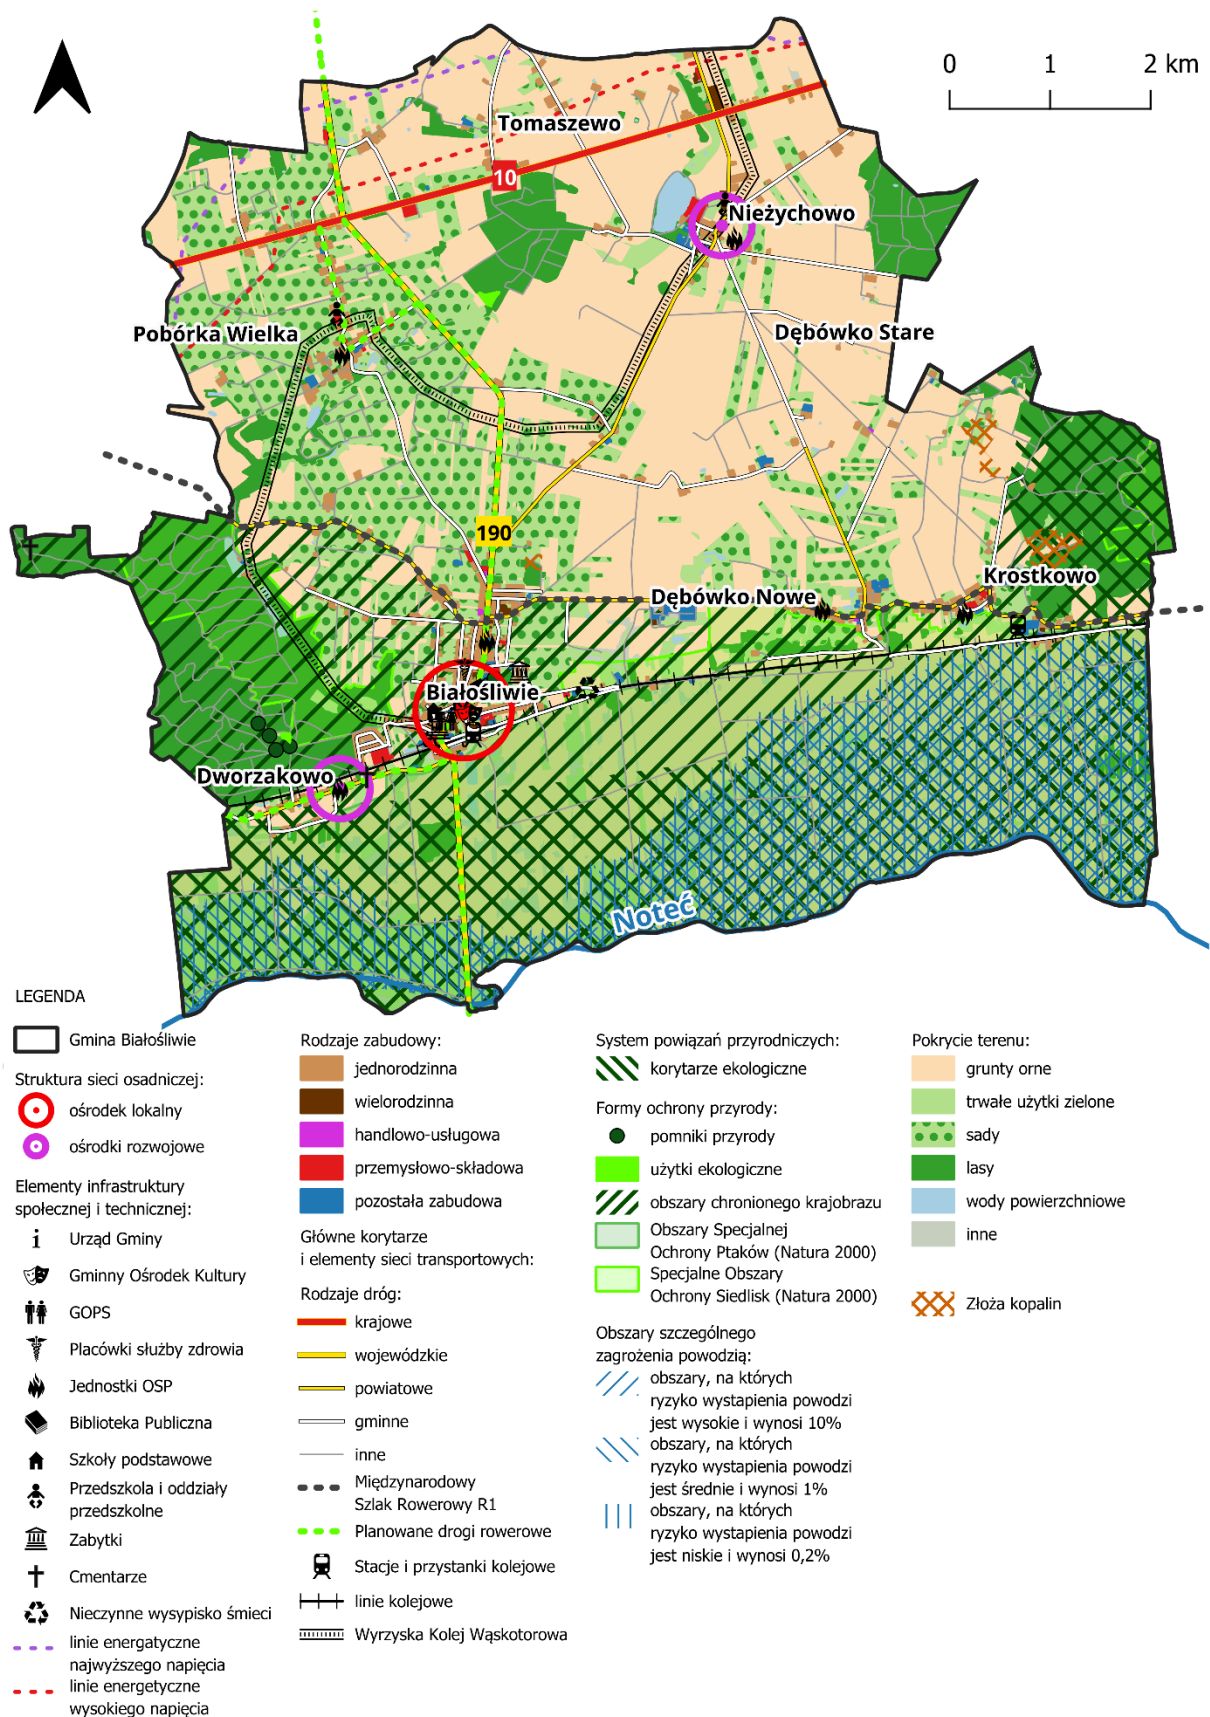 0 1 2 km
Tomaszewo
10
Nieżychowo
Pobórka Wielka
Dębówko Stare
190
Krostkowo
Dębówko Nowe
Białośliwie
Dworzakowo
Noteć
LEGENDA
Gmina Białośliwie
Struktura sieci osadniczej:
ośrodek lokalny
ośrodki rozwojowe
Elementy infrastruktury
społecznej i technicznej:
i Urząd Gminy
Gminny Ośrodek Kultury
GOPS
Placówki służby zdrowia
Jednostki OSP
Biblioteka Publiczna
Szkoły podstawowe
Przedszkola i oddziały
przedszkolne
Zabytki
Cmentarze
Nieczynne wysypisko śmieci
linie energatyczne
najwyższego napięcia
linie energetyczne
wysokiego napięcia
Rodzaje zabudowy:
jednorodzinna
wielorodzinna
handlowo-usługowa
przemysłowo-składowa
pozostała zabudowa
Główne korytarze
i elementy sieci transportowych:
Rodzaje dróg:
krajowe
wojewódzkie
powiatowe
gminne
inne
Międzynarodowy
Szlak Rowerowy R1
Planowane drogi rowerowe
Stacje i przystanki kolejowe
linie kolejowe
Wyrzyska Kolej Wąskotorowa
System powiązań przyrodniczych:
korytarze ekologiczne
Formy ochrony przyrody:
pomniki przyrody
użytki ekologiczne
obszary chronionego krajobrazu
Obszary Specjalnej
Ochrony Ptaków (Natura 2000)
Specjalne Obszary
Ochrony Siedlisk (Natura 2000)
Obszary szczególnego
zagrożenia powodzią:
obszary, na których
ryzyko wystapienia powodzi
jest wysokie i wynosi 10%
obszary, na których
ryzyko wystapienia powodzi
jest średnie i wynosi 1%
obszary, na których
ryzyko wystapienia powodzi
jest niskie i wynosi 0,2%
Pokrycie terenu:
grunty orne
trwałe użytki zielone
sady
lasy
wody powierzchniowe
inne
Złoża kopalin